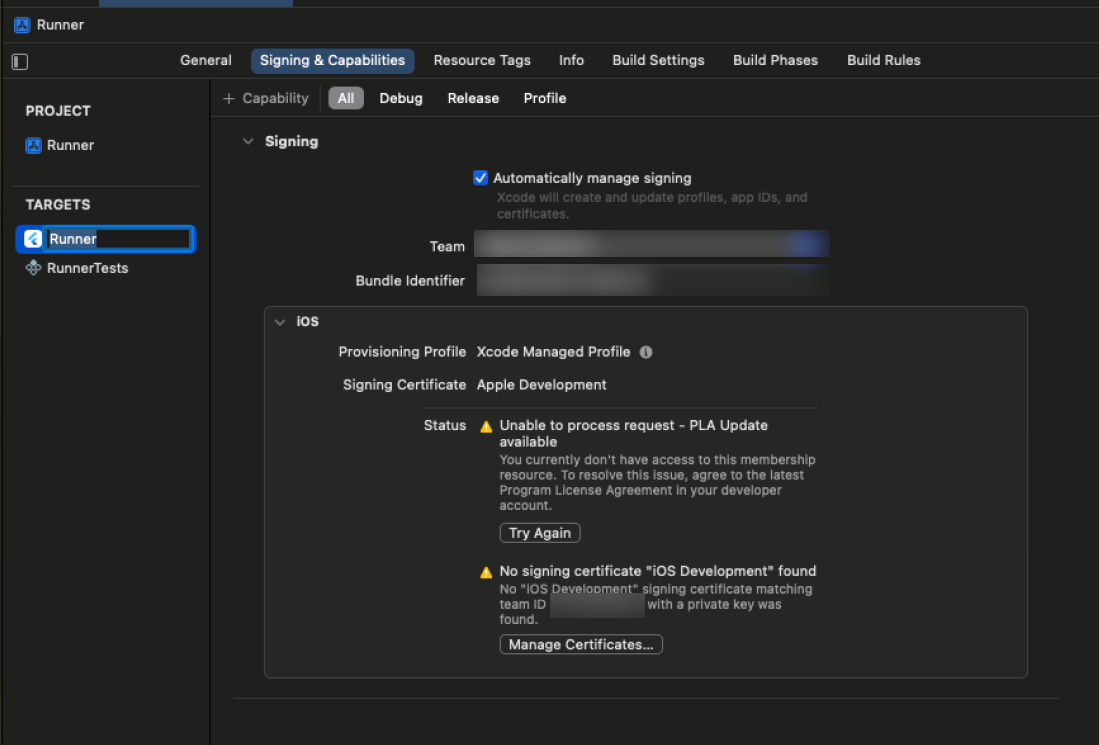 Runner
General Signing & Capabilities Resource Tags Info Build Settings Build Phases Build Rules
+ Capability All Debug Release Profile
PROJECT
Runner
TARGETS
Runner
RunnerTests
Signing
Automatically manage signing
Xcode will create and update profiles, app IDs, and
certificates.
Team
Bundle Identifier
iOS
Provisioning Profile Xcode Managed Profile
Signing Certificate Apple Development
Status Unable to process request - PLA Update
available
You currently don't have access to this membership
resource. To resolve this issue, agree to the latest
Program License Agreement in your developer
account.
Try Again
No signing certificate "iOS Development" found
No "iOS Development" signing certificate matching
team ID with a private key was
found.
Manage Certificates...